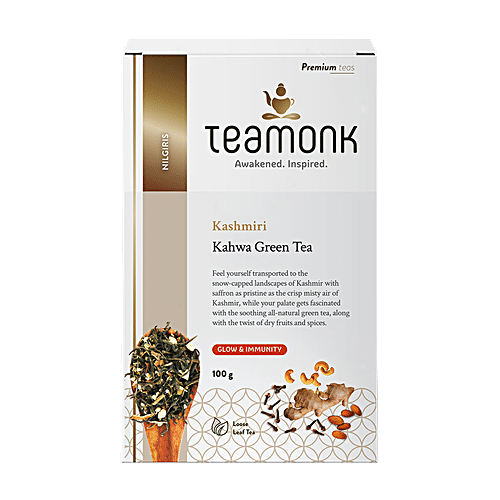 Premium teas
NILGIRIS
TEAMONK
Awakened. Inspired.
Kashmiri
Kahwa Green Tea
Feel yourself transported to the
snow-capped landscapes of Kashmir with
saffron as pristine as the crisp misty air of
Kashmir, while your palate gets fascinated
with the soothing all-natural green tea, along
with the twist of dry fruits and spices.
GLOW & IMMUNITY
100 g
Loose
Leaf Tea